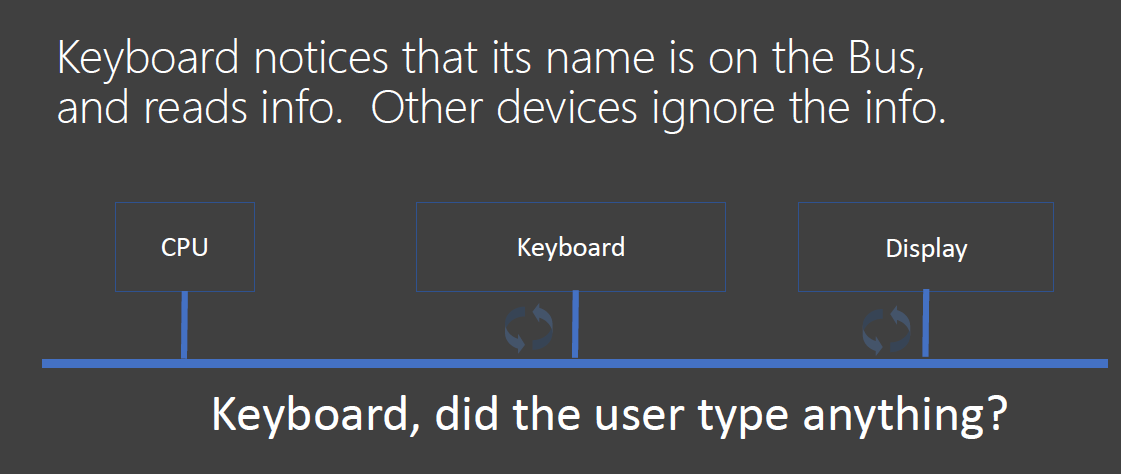 Keyboard notices that its name is on the Bus,
and reads info.  Other devices ignore the info.
CPU
Keyboard
Display
Keyboard, did the user type anything?